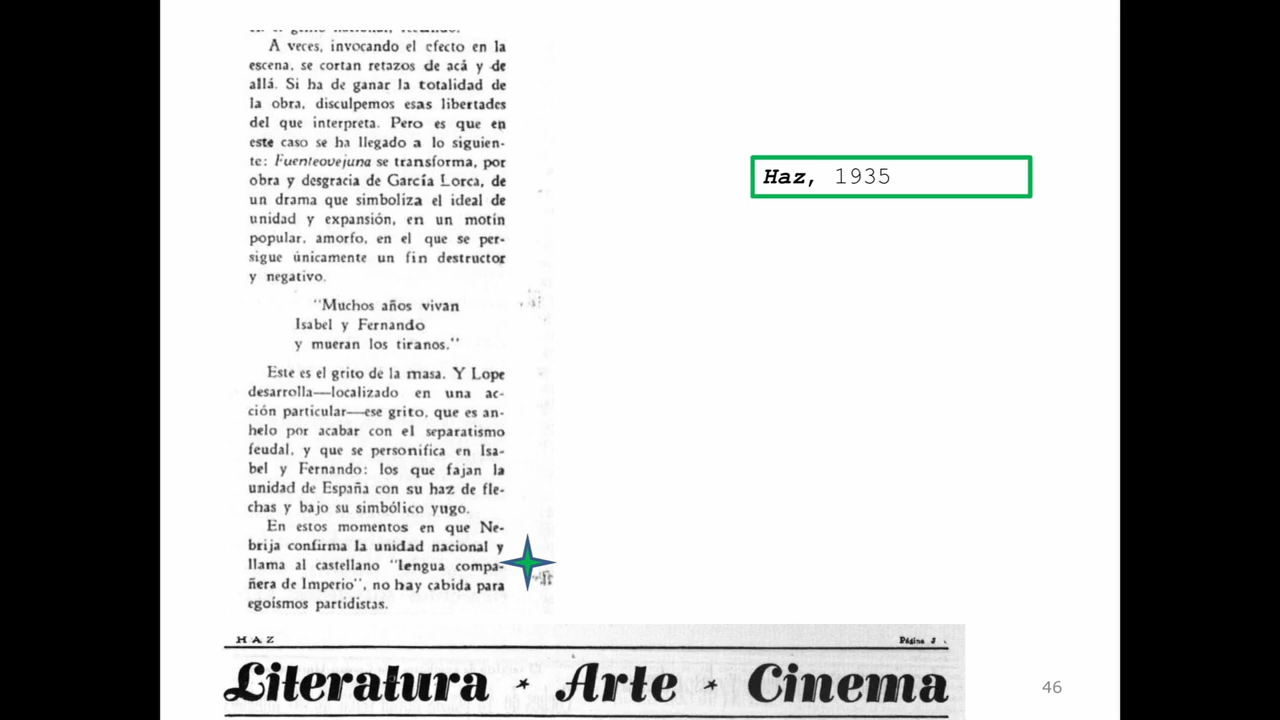 A veces, invocando el efecto en la
escena, se cortan retazos de acá y de
allá. Si ha de ganar la totalidad de
la obra, disculpemos esas libertades
del que interpreta. Pero es que en
este caso se ha llegado a lo siguien-
te: Fuenteovejuna se transforma, por
obra y desgracia de García Lorca, de
un drama que simboliza el ideal de
unidad y expansión, en un motín
popular, amorfo, en el que se per-
sigue únicamente un fin destructor
y negativo.
"Muchos años vivan
Isabel y Fernando
y mueran los tiranos."
Este es el grito de la masa. Y Lope
desarrolla—localizado en una ac-
ción particular—ese grito, que es an-
helo por acabar con el separatismo
feudal, y que se personifica en Isa-
bel y Fernando: los que fajan la
unidad de España con su haz de fle-
chas y bajo su simbólico yugo.
En estos momentos en que Ne-
brija confirma la unidad nacional y
llama al castellano "lengua compa-
ñera de Imperio", no hay cabida para
egoísmos partidistas.
Haz, 1935
HAZ Página
Literatura * Arte * Cinema
46